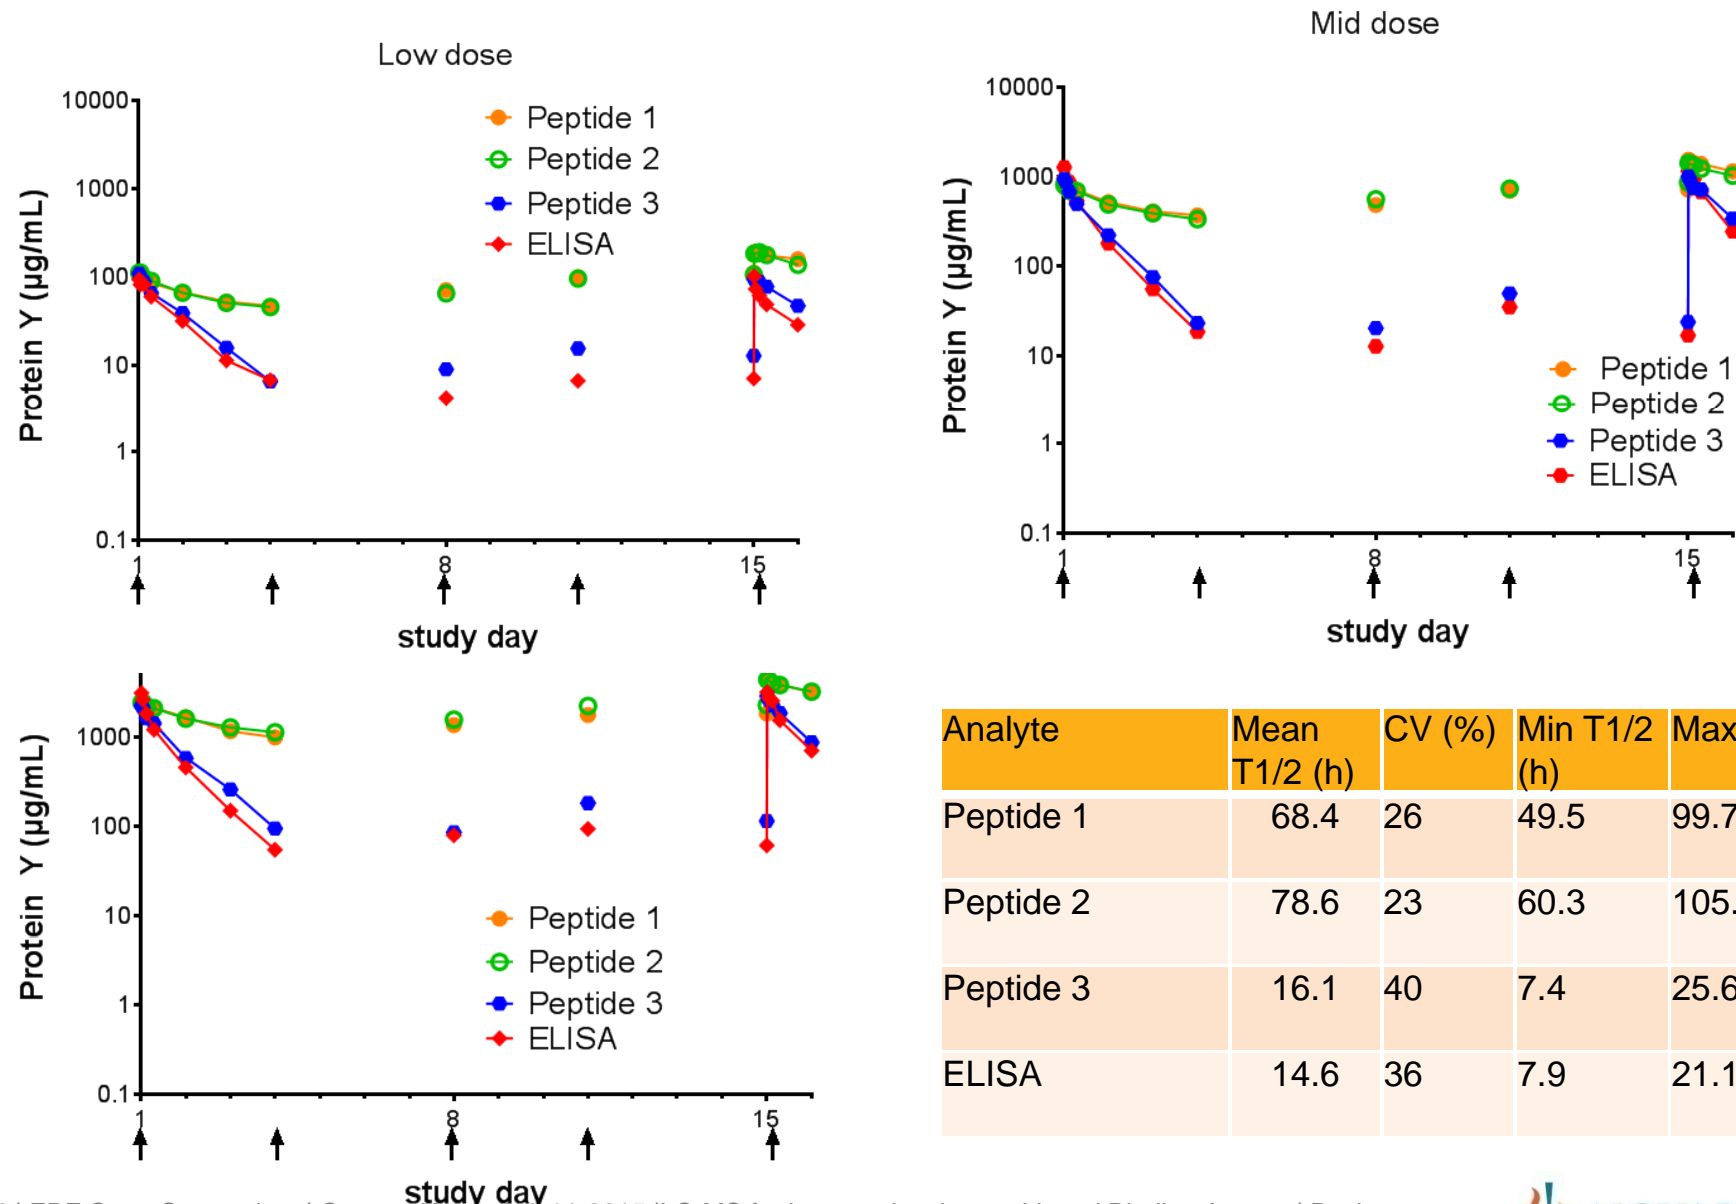 Low dose
10000
1000
100
10
1
0.1
Protein Y (µg/mL)
Peptide 1
Peptide 2
Peptide 3
ELISA
1
8
15
study day
Mid dose
10000
1000
100
10
1
0.1
Protein Y (µg/mL)
Peptide 1
Peptide 2
Peptide 3
ELISA
1
8
15
study day
1000
100
10
1
0.1
Protein Y (µg/mL)
Peptide 1
Peptide 2
Peptide 3
ELISA
1
8
15
study day
Analyte Mean T1/2 (h) CV (%) Min T1/2 (h) Max
Peptide 1 68.4 26 49.5 99.7
Peptide 2 78.6 23 60.3 105.
Peptide 3 16.1 40 7.4 25.6
ELISA 14.6 36 7.9 21.1